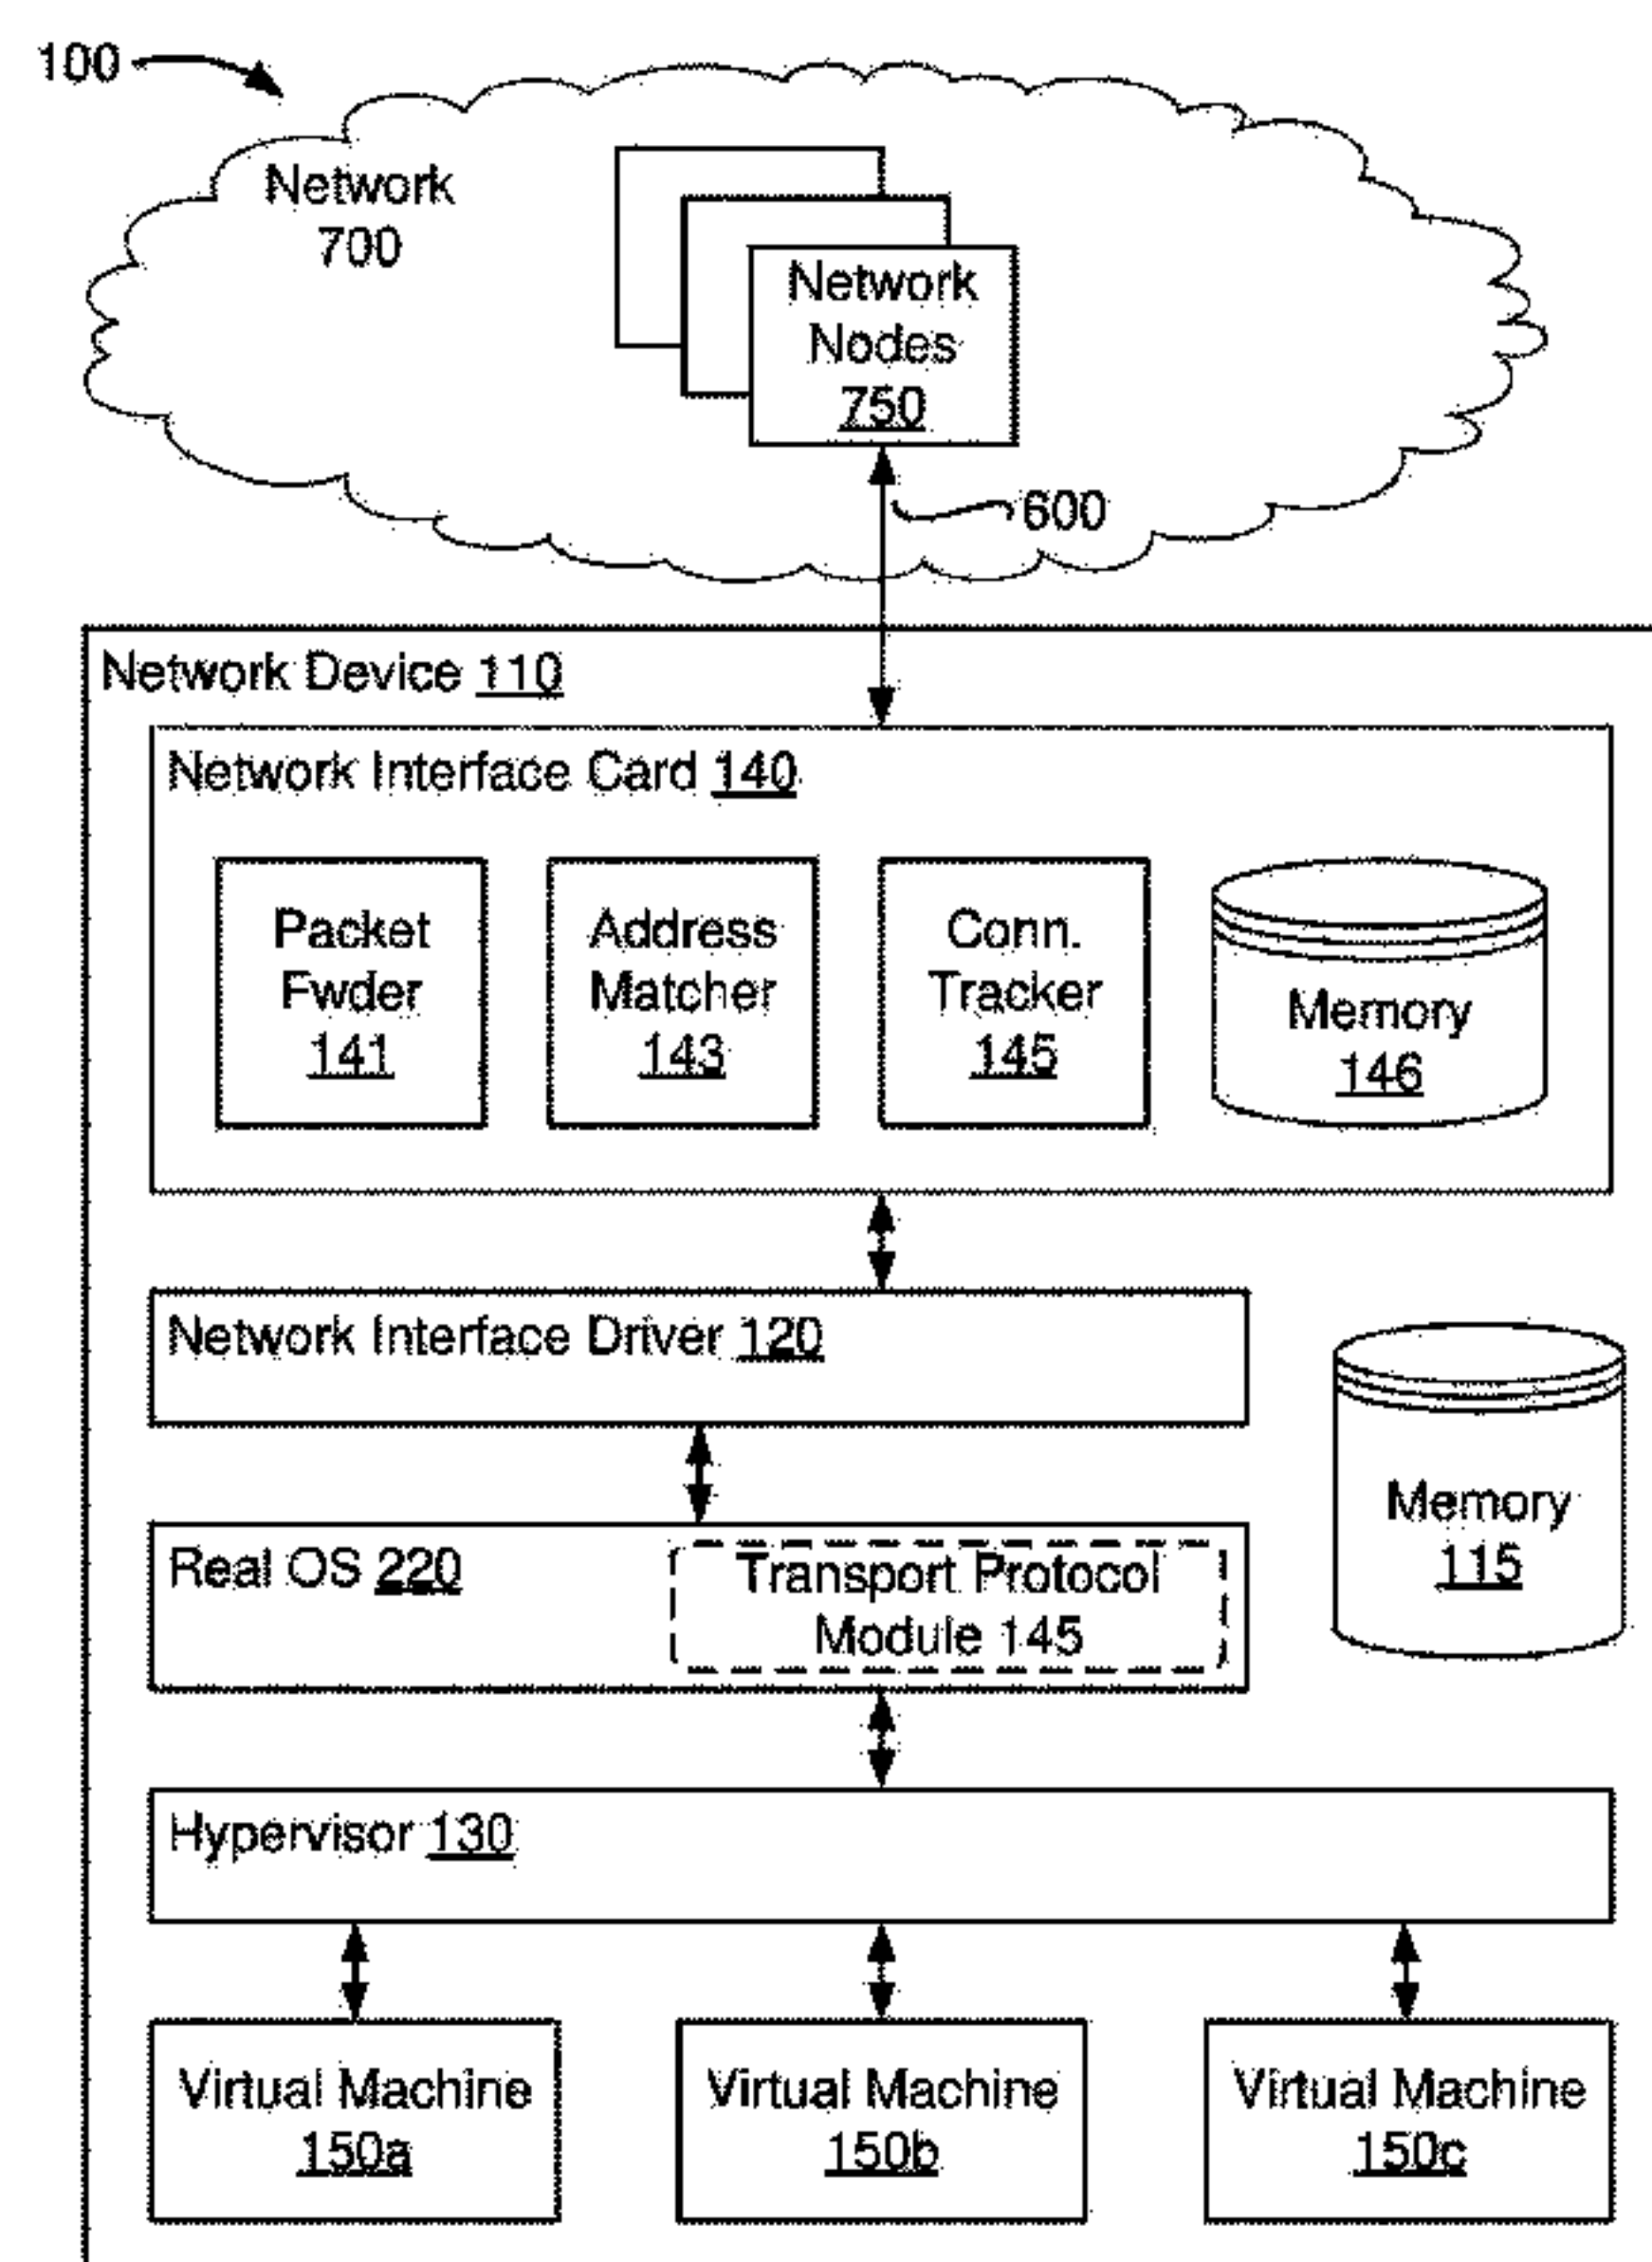 100
Network
700
Network
Nodes
750
600
Network Device 110
Network Interface Card 140
Packet
Fwder
141
Address
Matcher
143
Conn.
Tracker
145
Memory
146
Network Interface Driver 120
Memory
115
Real OS 220
Transport Protocol
Module 145
Hypervisor 130
Virtual Machine
150a
Virtual Machine
150b
Virtual Machine
150c